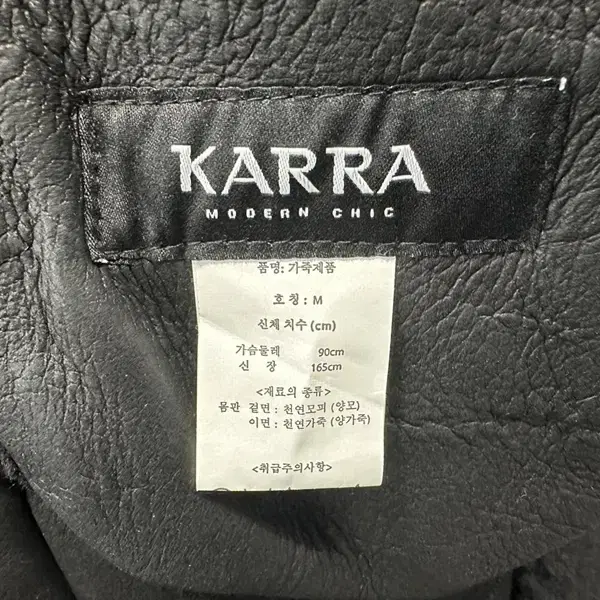 KARRA
MODERN CHIC
품명: 가죽제품
호칭: M
신체 치수 (cm)
가슴둘레 90cm
신 장 165cm
<재료의 종류>
몸판 겉면 : 천연모피 (양모)
이면 : 천연가죽 (양가죽)
<취급주의사항>